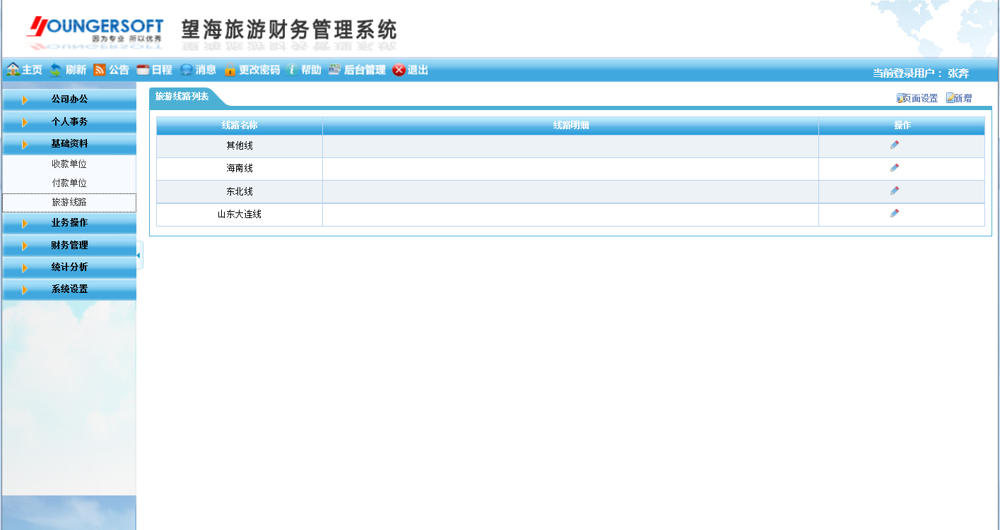 YOUNGERSOFT
因为专业 所以优秀
望海旅游财务管理系统
主页 刷新 公告 日程 消息 更改密码 帮助 后台管理 退出
当前登录用户： 张奔
公司办公
个人事务
基础资料
收款单位
付款单位
旅游线路
业务操作
财务管理
统计分析
系统设置
旅游线路列表
页面设置 新增
线路名称 线路明细 操作
其他线
海南线
东北线
山东大连线